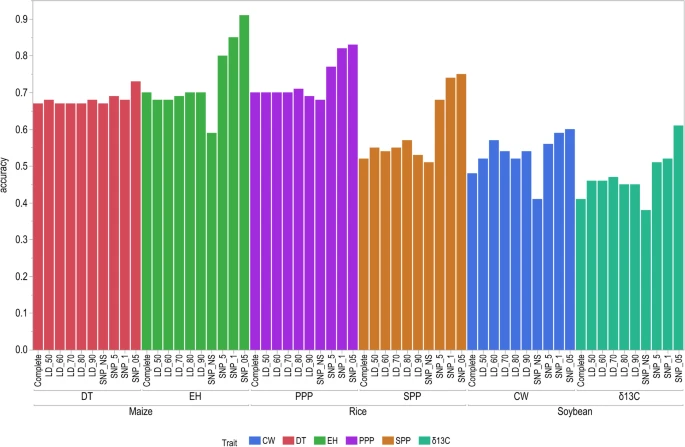 0.9
0.8
0.7
0.6
0.5
0.4
0.3
0.2
0.1
0.0
accuracy
Complete LD_50 LD_60 LD_70 LD_80 LD_90 SNP_NS SNP_5 SNP_1 SNP_05 Complete LD_50 LD_60 LD_70 LD_80 LD_90 SNP_NS SNP_5 SNP_1 SNP_05 Complete LD_50 LD_60 LD_70 LD_80 LD_90 SNP_NS SNP_5 SNP_1 SNP_05 Complete LD_50 LD_60 LD_70 LD_80 LD_90 SNP_NS SNP_5 SNP_1 SNP_05 Complete LD_50 LD_60 LD_70 LD_80 LD_90 SNP_NS SNP_5 SNP_1 SNP_05 Complete LD_50 LD_60 LD_70 LD_80 LD_90 SNP_NS SNP_5 SNP_1 SNP_05
DT EH PPP SPP CW δ13C
Maize Rice Soybean
Trait CW DT EH PPP SPP δ13C